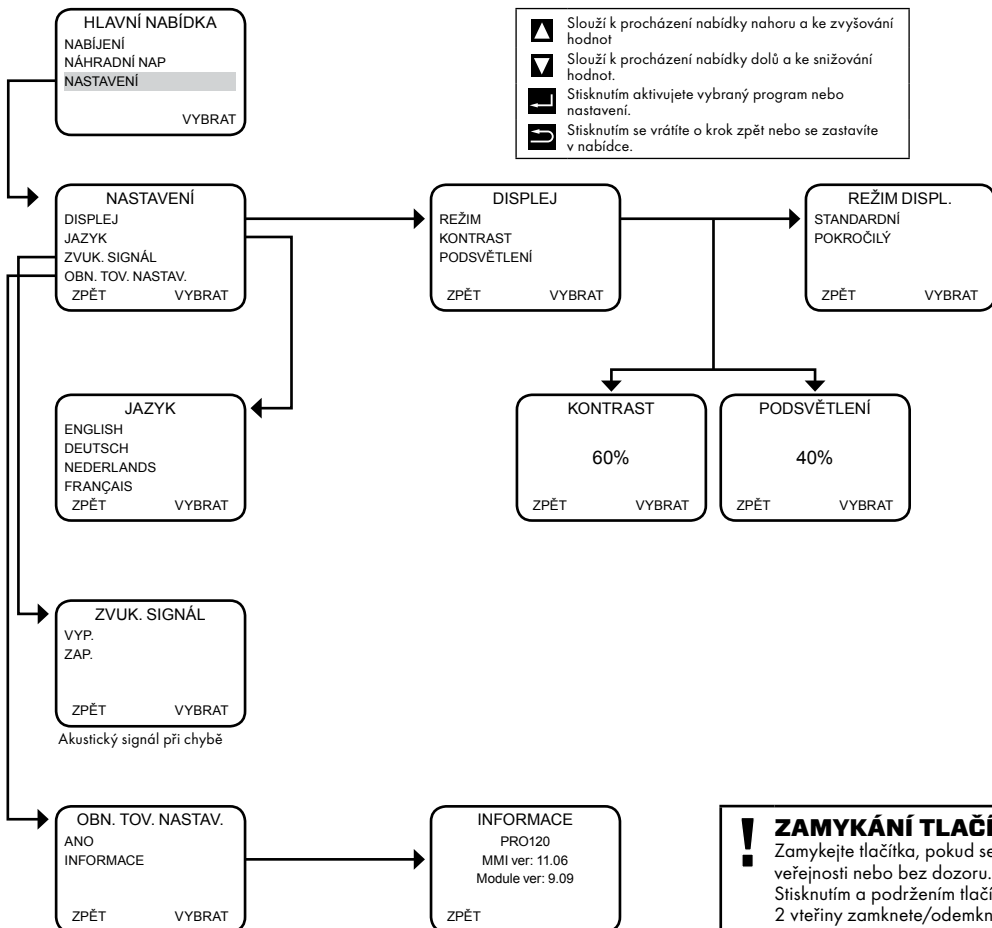 HLAVNÍ NABÍDKA
NABÍJENÍ
NÁHRADNÍ NAP
NASTAVENÍ
VYBRAT
Slouží k procházení nabídky nahoru a ke zvyšování
hodnot
Slouží k procházení nabídky dolů a ke snižování
hodnot.
Stisknutím aktivujete vybraný program nebo
nastavení.
Stisknutím se vrátíte o krok zpět nebo se zastavíte
v nabídce.
NASTAVENÍ
DISPLEJ
JAZYK
ZVUK. SIGNÁL
OBN. TOV. NASTAV.
ZPĚT VYBRAT
DISPLEJ
REŽIM
KONTRAST
PODSVĚTLENÍ
ZPĚT VYBRAT
REŽIM DISPL.
STANDARDNÍ
POKROČILÝ
ZPĚT VYBRAT
JAZYK
ENGLISH
DEUTSCH
NEDERLANDS
FRANÇAIS
ZPĚT VYBRAT
KONTRAST
60%
ZPĚT VYBRAT
PODSVĚTLENÍ
40%
ZPĚT VYBRAT
ZVUK. SIGNÁL
VYP.
ZAP.
ZPĚT VYBRAT
Akustický signál při chybě
OBN. TOV. NASTAV.
ANO
INFORMACE
ZPĚT VYBRAT
INFORMACE
PRO120
MMI ver: 11.06
Module ver: 9.09
ZPĚT
! ZAMYKÁNÍ
Zamykejte tlačítka, pokud se
veřejnosti nebo bez dozoru.
Stisknutím a podržením
2 vteřiny